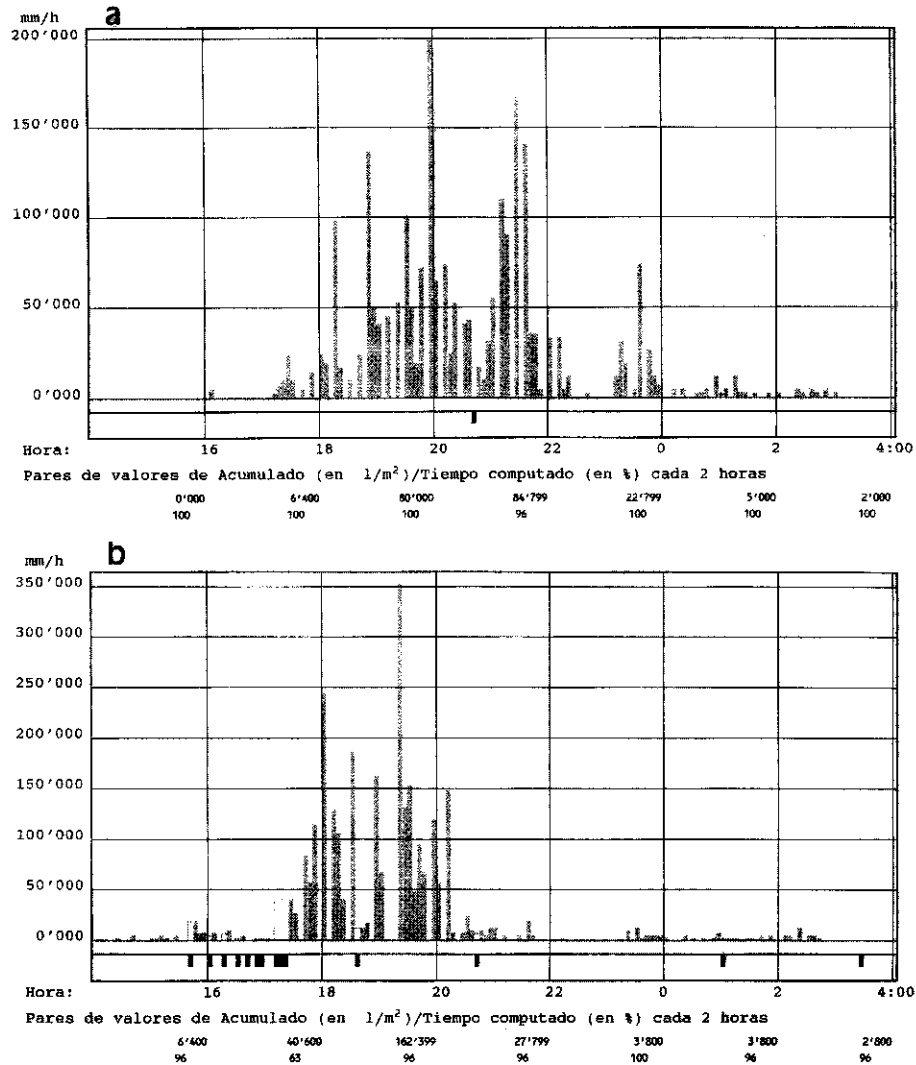 mm/h
a
200'000
150'000
100'000
50'000
0'000
Hora: 16 18 20 22 0 2 4:00
Pares de valores de Acumulado (en l/m²)/Tiempo computado (en %) cada 2 horas
0'000 6'400 80'000 84'799 22'799 5'000 2'000
100 100 100 96 100 100 100
b
mm/h
350'000
300'000
250'000
200'000
150'000
100'000
50'000
0'000
Hora: 16 18 20 22 0 2 4:00
Pares de valores de Acumulado (en l/m²)/Tiempo computado (en %) cada 2 horas
6'400 40'600 162'399 27'799 3'800 3'800 2'800
96 63 96 96 100 96 96